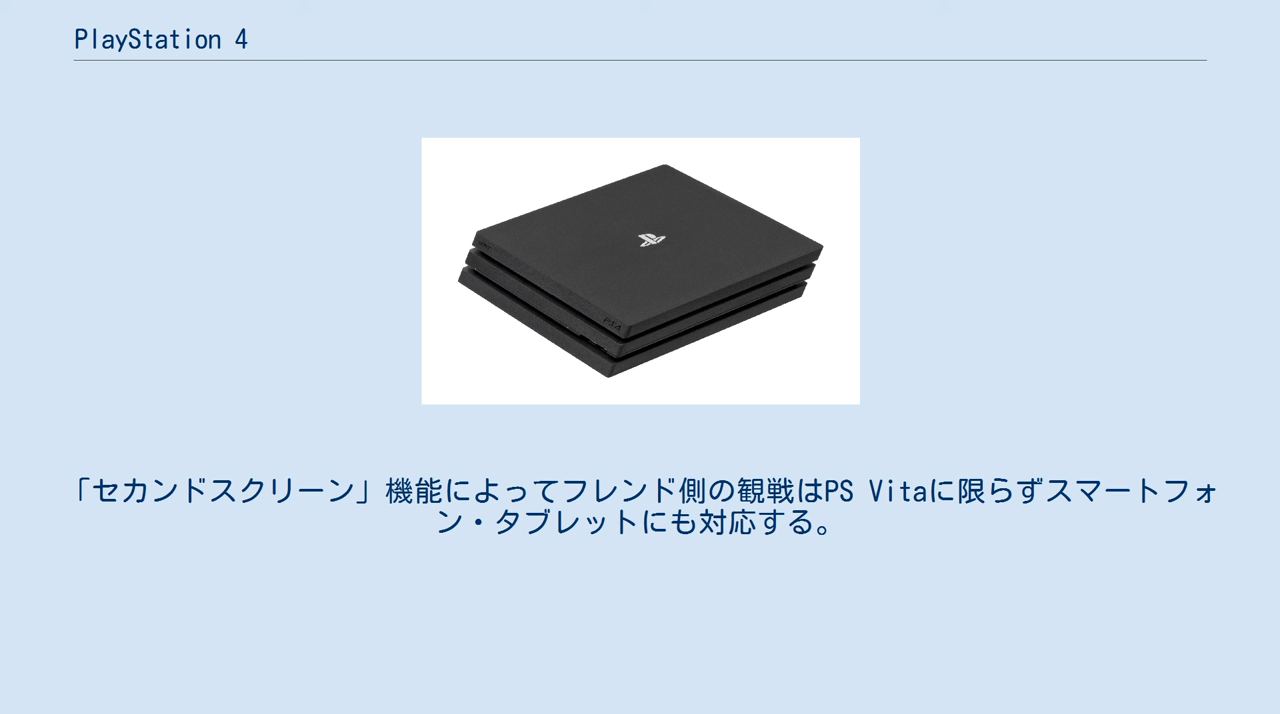 PlayStation 4
PS4
「セカンドスクリーン」機能によってフレンド側の観戦はPS Vitaに限らずスマートフォ
ン・タブレットにも対応する。